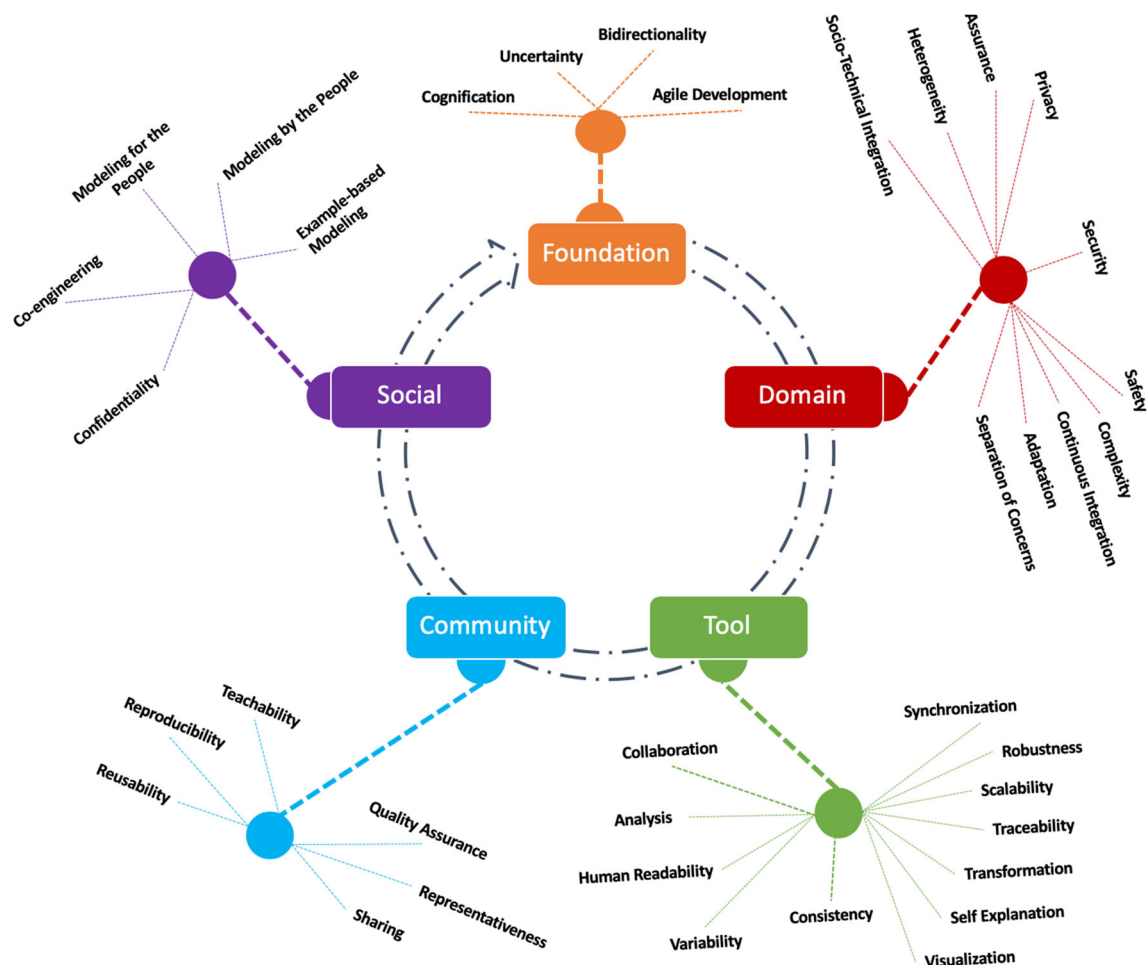 Bidirectionality
Uncertainty
Cognification
Agile Development
Foundation
Socio-Technical Integration
Heterogeneity
Assurance
Privacy
Security
Domain
Safety
Complexity
Continuous Integration
Adaptation
Separation of Concerns
Tool
Synchronization
Robustness
Scalability
Traceability
Transformation
Self Explanation
Visualization
Consistency
Variability
Human Readability
Analysis
Collaboration
Community
Teachability
Reproducibility
Reusability
Quality Assurance
Representativeness
Sharing
Social
Modeling by the People
Modeling for the
People
Example-based
Modeling
Co-engineering
Confidentiality